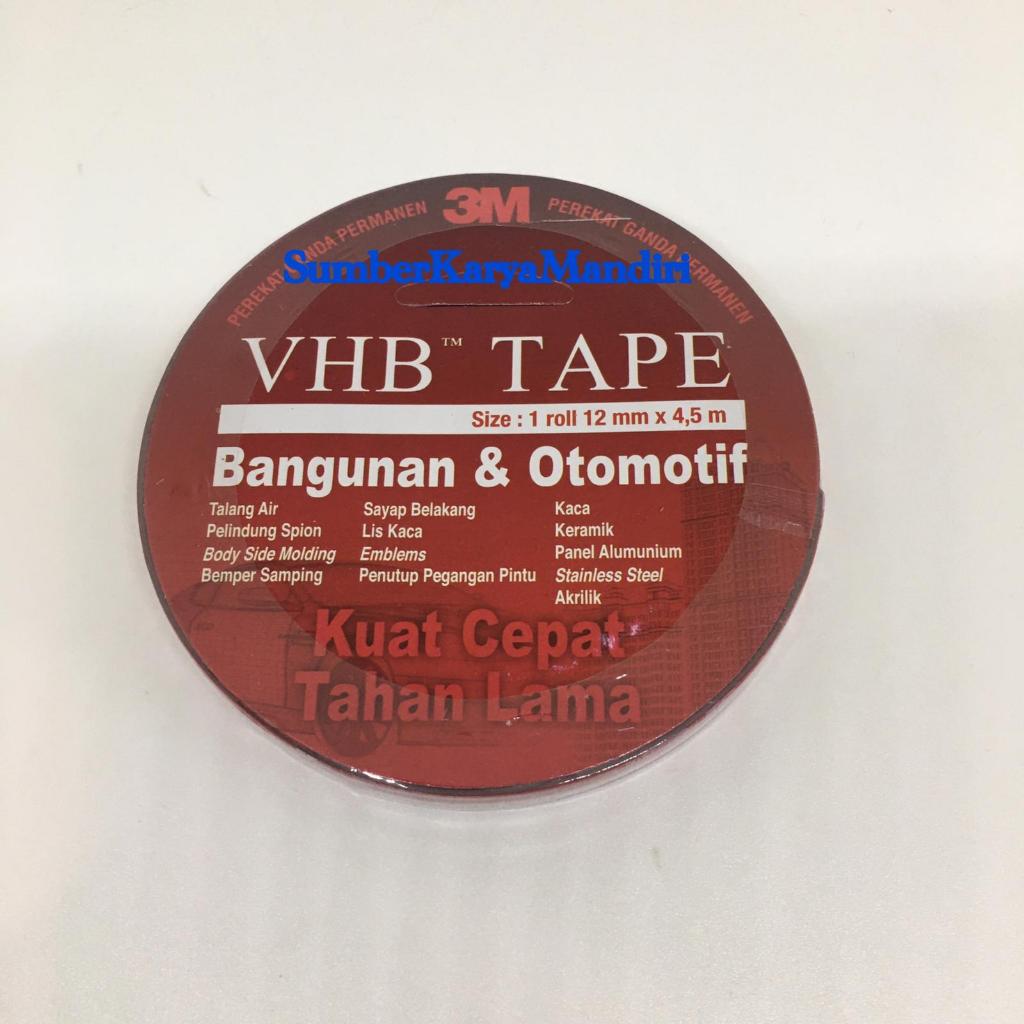 3M
PEREKAT GANDA PERMANEN
PEREKAT GANDA PERMANEN
SumberKaryaMandiri
VHB™ TAPE
Size : 1 roll 12 mm x 4,5 m
Bangunan & Otomotif
Talang Air Sayap Belakang Kaca
Pelindung Spion Lis Kaca Keramik
Body Side Molding Emblems Panel Alumunium
Bemper Samping Penutup Pegangan Pintu Stainless Steel
Akrilik
Kuat Cepat
Tahan Lama